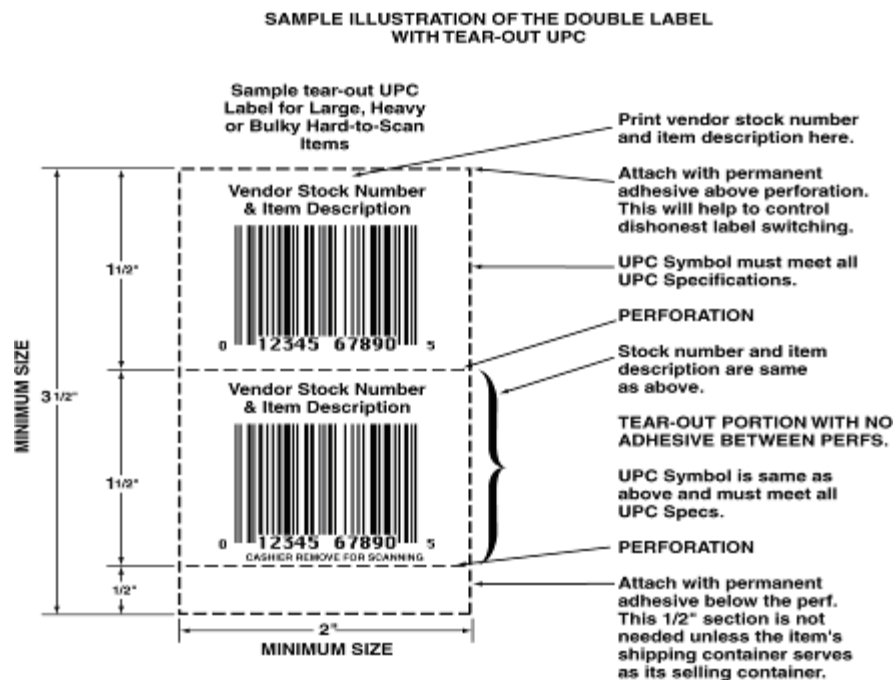 SAMPLE ILLUSTRATION OF THE DOUBLE LABEL
WITH TEAR-OUT UPC
Sample tear-out UPC
Label for Large, Heavy
or Bulky Hard-to-Scan
Items
Print vendor stock number
and item description here.
Attach with permanent
adhesive above perforation.
This will help to control
dishonest label switching.
UPC Symbol must meet all
UPC Specifications.
PERFORATION
Stock number and item
description are same
as above.
TEAR-OUT PORTION WITH NO
ADHESIVE BETWEEN PERFS.
UPC Symbol is same as
above and must meet all
UPC Specs.
PERFORATION
Attach with permanent
adhesive below the perf.
This 1/2" section is not
needed unless the item's
shipping container serves
as its selling container.
Vendor Stock Number
& Item Description
0 12345 67890 5
Vendor Stock Number
& Item Description
0 12345 67890 5
CASHIER REMOVE FOR SCANNING
MINIMUM SIZE
3 1/2"
1 1/2"
1 1/2"
1/2"
2"
MINIMUM SIZE